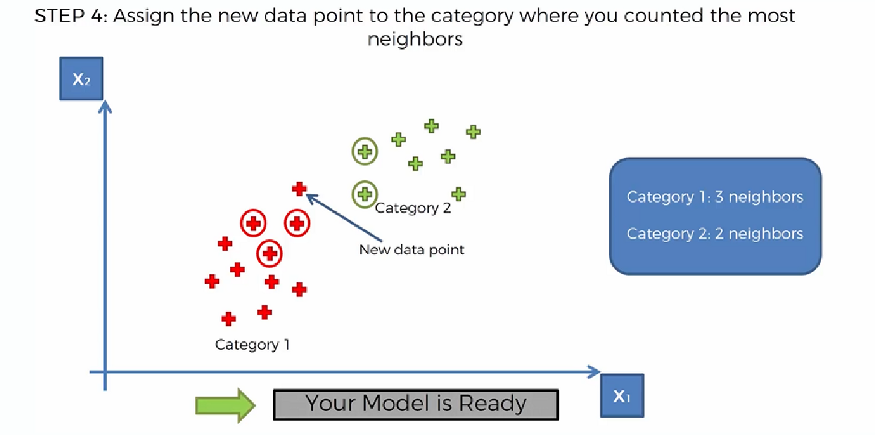 STEP 4: Assign the new data point to the category where you counted the most
neighbors
X2
Category 2
New data point
Category 1: 3 neighbors
Category 2: 2 neighbors
Category 1
Your Model is Ready
X1